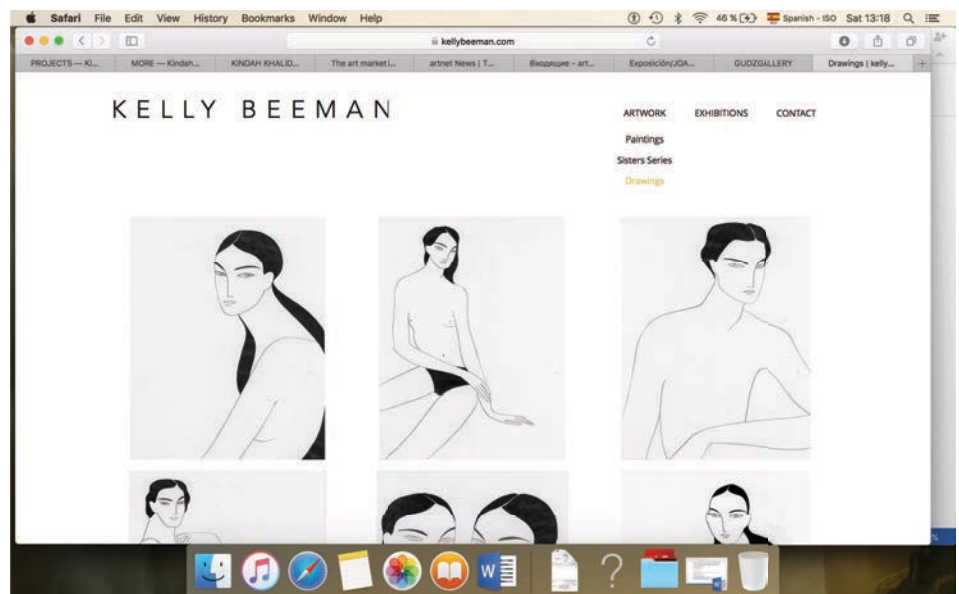 Safari File Edit View History Bookmarks Window Help 46 % Spanish - ISO Sat 13:18
kellybeeman.com
PROJECTS — Ki... MORE — Kindah... KINDAH KHALID... The art market i... artnet News | T... Входящие - art... Exposición/JOA... GUDZGALLERY Drawings | kelly...
KELLY BEEMAN
ARTWORK EXHIBITIONS CONTACT
Paintings
Sisters Series
Drawings
W
PDF